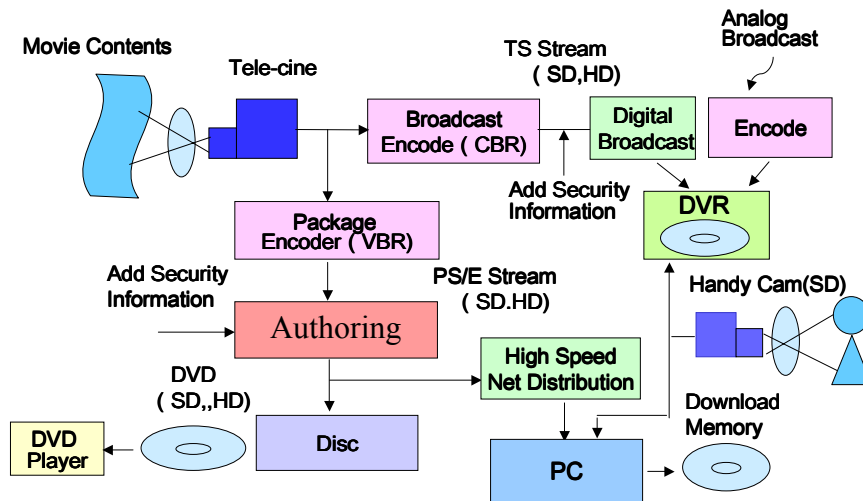 Movie Contents
Tele-cine
TS Stream
( SD,HD)
Analog
Broadcast
Broadcast
Encode ( CBR)
Digital
Broadcast
Encode
Add Security
Information
DVR
Package
Encoder ( VBR)
Add Security
Information
PS/E Stream
( SD.HD)
Handy Cam(SD)
Authoring
High Speed
Net Distribution
DVD
( SD,,HD)
Disc
DVD
Player
PC
Download
Memory